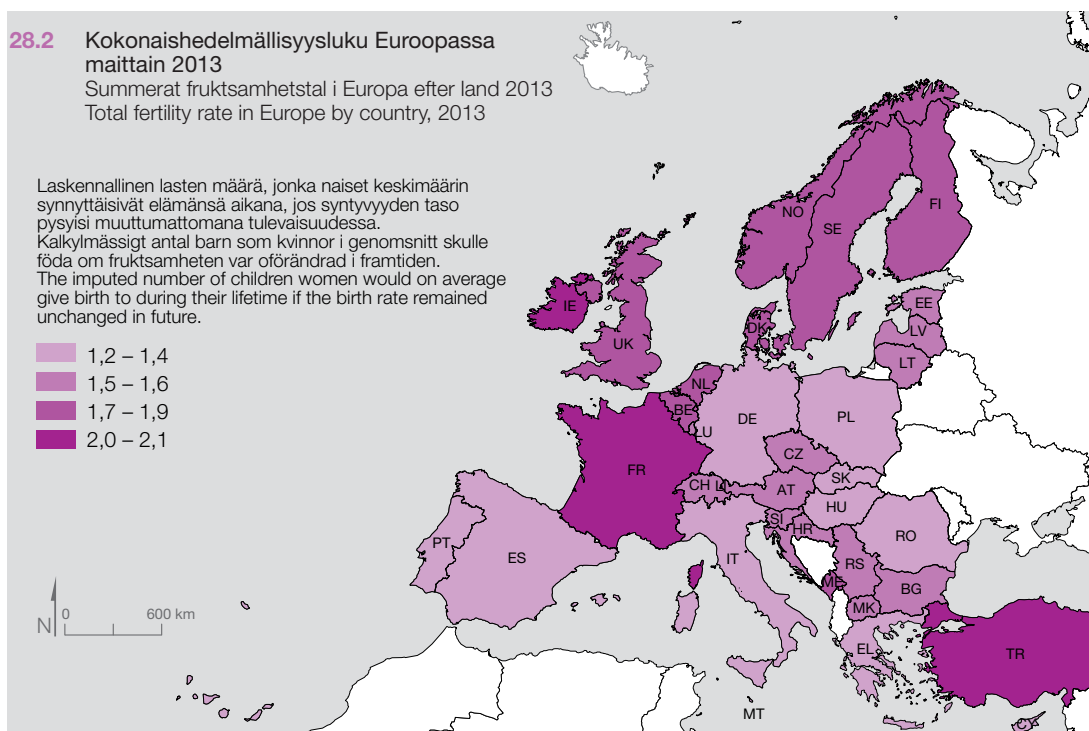 28.2 Kokonaishedelmällisyysluku Euroopassa
maittain 2013
Summerat fruktsamhetstal i Europa efter land 2013
Total fertility rate in Europe by country, 2013
Laskennallinen lasten määrä, jonka naiset keskimäärin
synnyttäisivät elämänsä aikana, jos syntyvyyden taso
pysyisi muuttumattomana tulevaisuudessa.
Kalkylmässigt antal barn som kvinnor i genomsnitt skulle
föda om fruktsamheten var oförändrad i framtiden.
The imputed number of children women would on average
give birth to during their lifetime if the birth rate remained
unchanged in future.
1,2 – 1,4
1,5 – 1,6
1,7 – 1,9
2,0 – 2,1
NO
SE
FI
EE
LV
LT
IE
UK
DK
NL
BE
LU
DE
PL
CZ
SK
FR
CH
LI
AT
HU
SI
HR
RO
PT
ES
IT
RS
ME
BG
MK
EL
TR
MT
CY
N
0 600 km